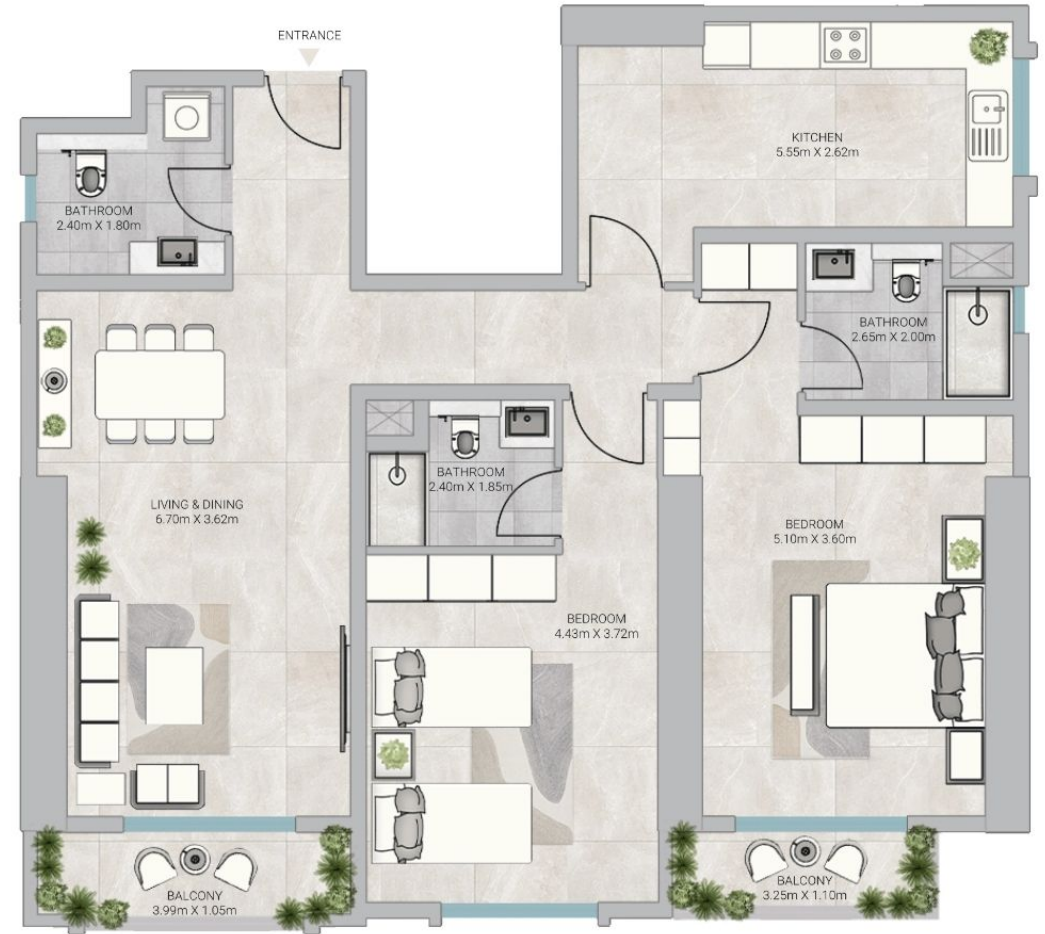 ENTRANCE
KITCHEN
5.55m X 2.62m
BATHROOM
2.40m X 1.80m
BATHROOM
2.65m X 2.00m
BATHROOM
2.40m X 1.85m
LIVING & DINING
6.70m X 3.62m
BEDROOM
5.10m X 3.60m
BEDROOM
4.43m X 3.72m
BALCONY
3.99m X 1.05m
BALCONY
3.25m X 1.10m